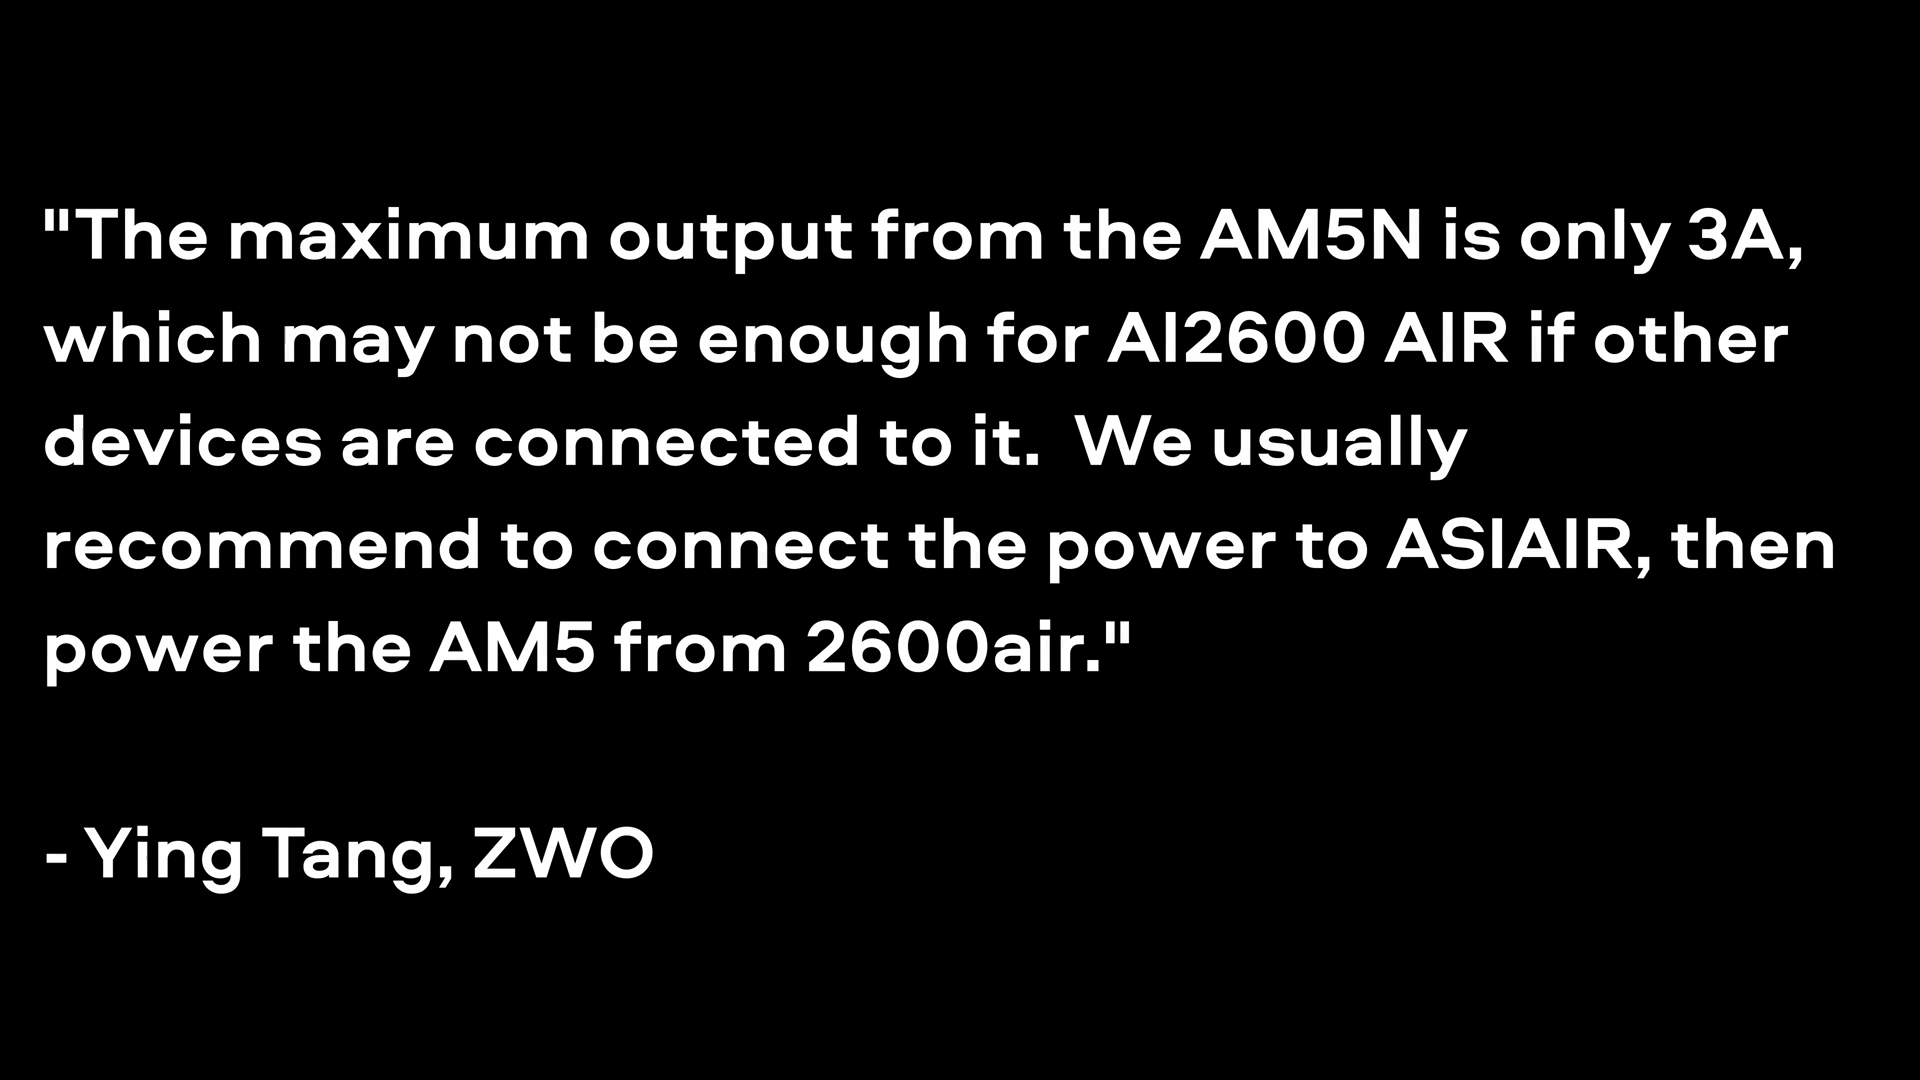 "The maximum output from the AM5N is only 3A,
which may not be enough for AI2600 AIR if other
devices are connected to it.  We usually
recommend to connect the power to ASIAIR, then
power the AM5 from 2600air."
- Ying Tang, ZWO